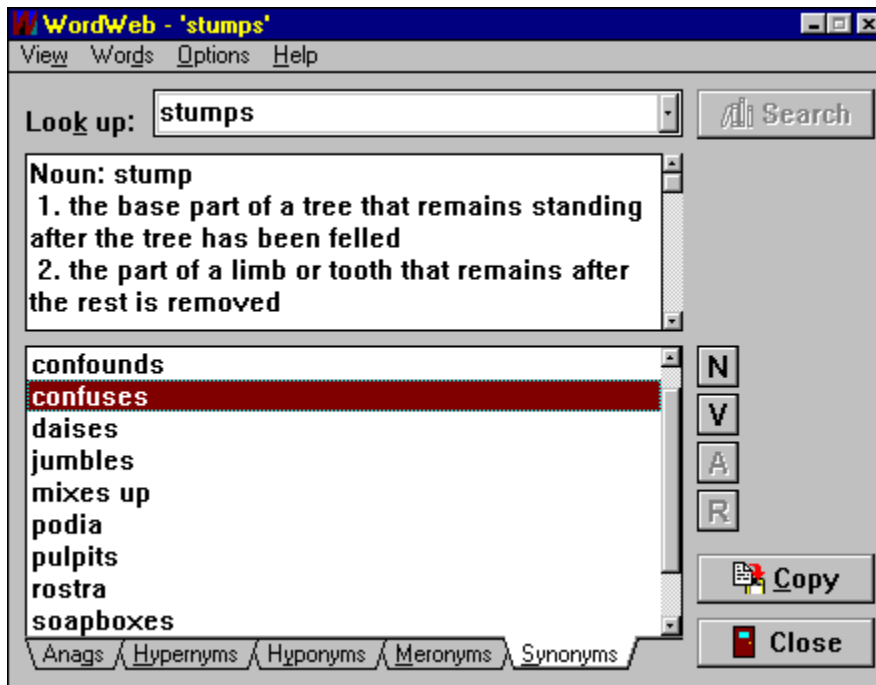 WordWeb - 'stumps'
View Words Options Help
Look up: stumps Search
Noun: stump
1. the base part of a tree that remains standing
after the tree has been felled
2. the part of a limb or tooth that remains after
the rest is removed
confounds
confuses
daises
jumbles
mixes up
podia
pulpits
rostra
soapboxes
N
V
A
R
Copy
Close
Anags Hypernyms Hyponyms Meronyms Synonyms